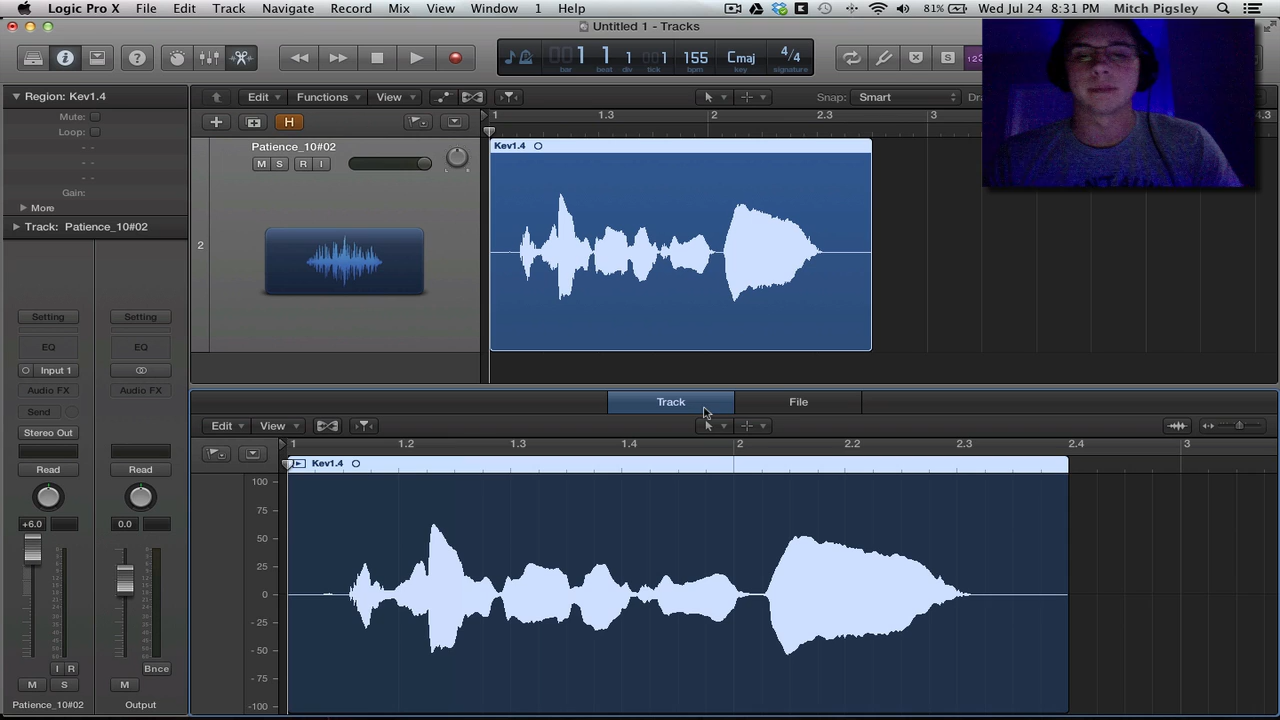 Logic Pro X File Edit Track Navigate Record Mix View Window 1 Help 81% Wed Jul 24 8:31 PM Mitch Pigsley
Untitled 1 - Tracks
1 1 1 1 155 Cmaj 4/4
bar beat div tick bpm key signature
Region: Kev1.4
Mute:
Loop:
Gain:
More
Track: Patience_10#02
Edit Functions View Snap: Smart
1 1.3 2 2.3 3 4.3
H
Patience_10#02
M S R I
L R
2
Kev1.4
Setting Setting
EQ EQ
Input 1
Audio FX Audio FX
Send
Stereo Out
Read Read
+6.0 0.0
I R Bnce
M S M
Patience_10#02 Output
Track File
Edit View
1 1.2 1.3 1.4 2 2.2 2.3 2.4 3
Kev1.4
100
75
50
25
0
-25
-50
-75
-100